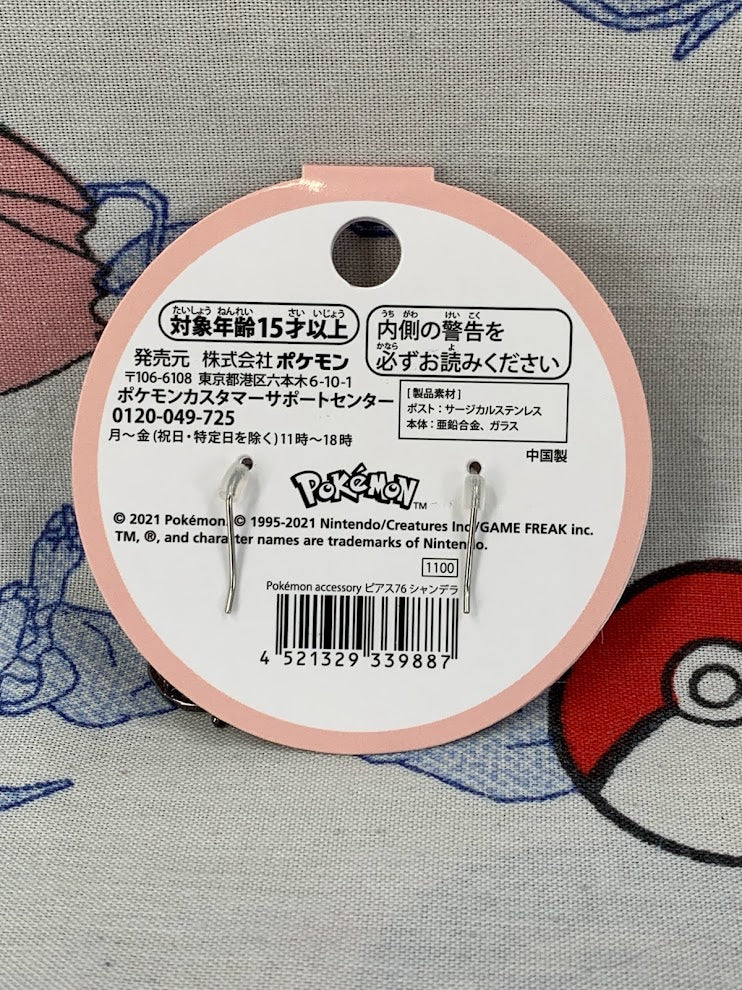 たいしょう ねんれい さい いじょう
対象年齢15才以上
うち がわ けい こく
内側の警告を
かなら よ
必ずお読みください
発売元 株式会社 ポケモン
〒106-6108 東京都港区六本木6-10-1
ポケモンカスタマーサポートセンター
0120-049-725
月～金(祝日・特定日を除く)11時～18時
[製品素材]
ポスト：サージカルステンレス
本体：亜鉛合金、ガラス
中国製
POKéMON™
© 2021 Pokémon. © 1995-2021 Nintendo/Creatures Inc./GAME FREAK inc.
TM, ®, and character names are trademarks of Nintendo.
1100
Pokémon accessory ピアス76 シャンデラ
4 521329 339887